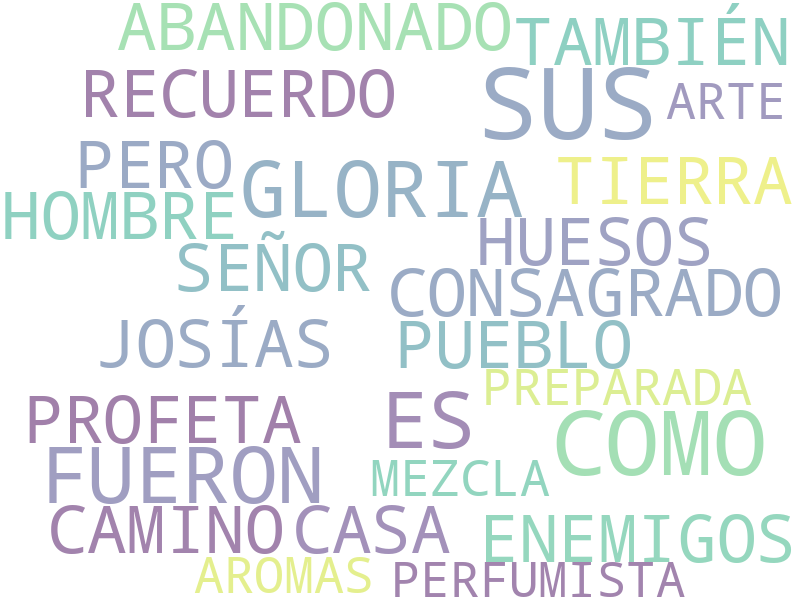 ABANDONADO TAMBIÉN
RECUERDO SUS ARTE
PERO GLORIA TIERRA
HOMBRE HUESOS
SEÑOR CONSAGRADO
JOSÍAS PUEBLO
PREPARADA
PROFETA ES COMO
FUERON MEZCLA
CAMINO CASA ENEMIGOS
AROMAS PERFUMISTA